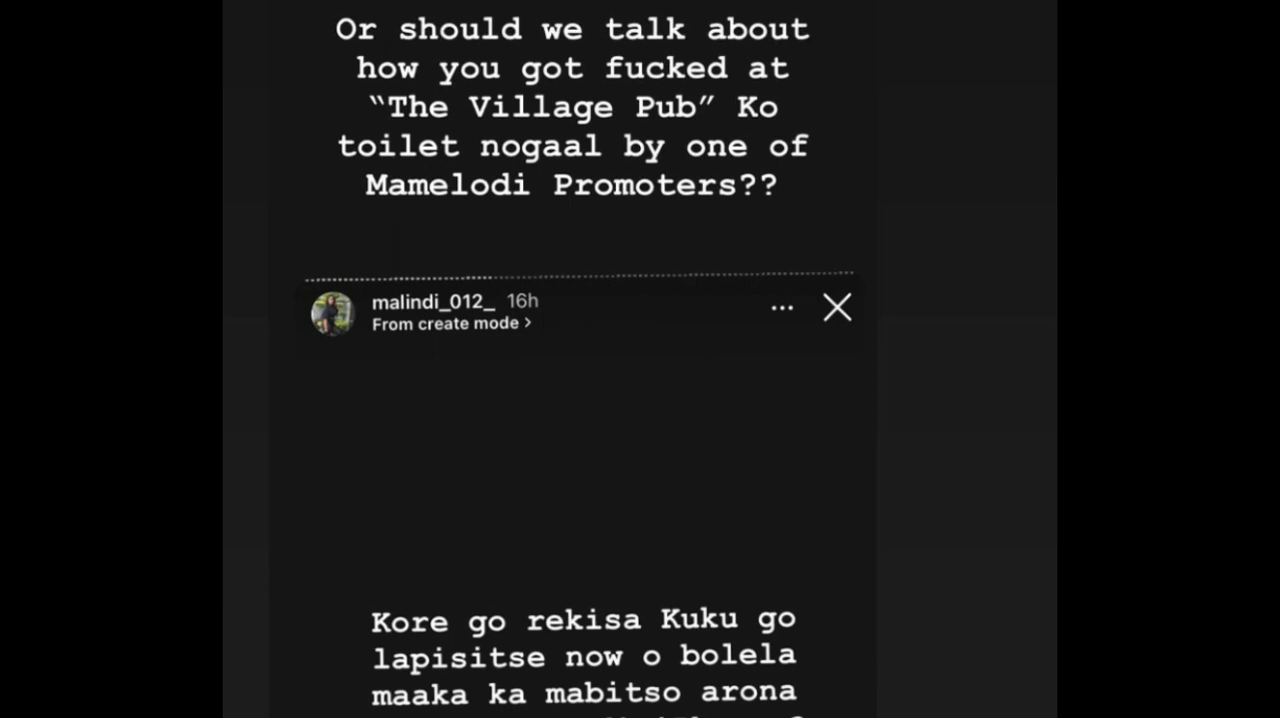 Or should we talk about
how you got fucked at
“The Village Pub” Ko
toilet nogaal by one of
Mamelodi Promoters??
malindi_012_ 16h
From create mode >
Kore go rekisa Kuku go
lapisitse now o bolela
maaka ka mabitso arona